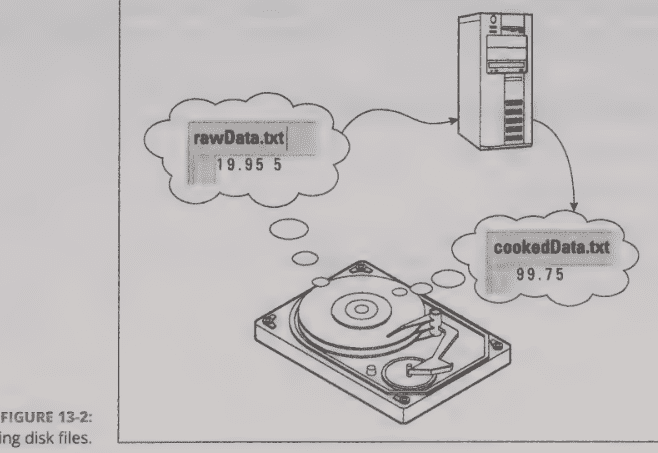 rawData.txt
19.95 5
cookedData.txt
99.75
FIGURE 13-2:
ing disk files.